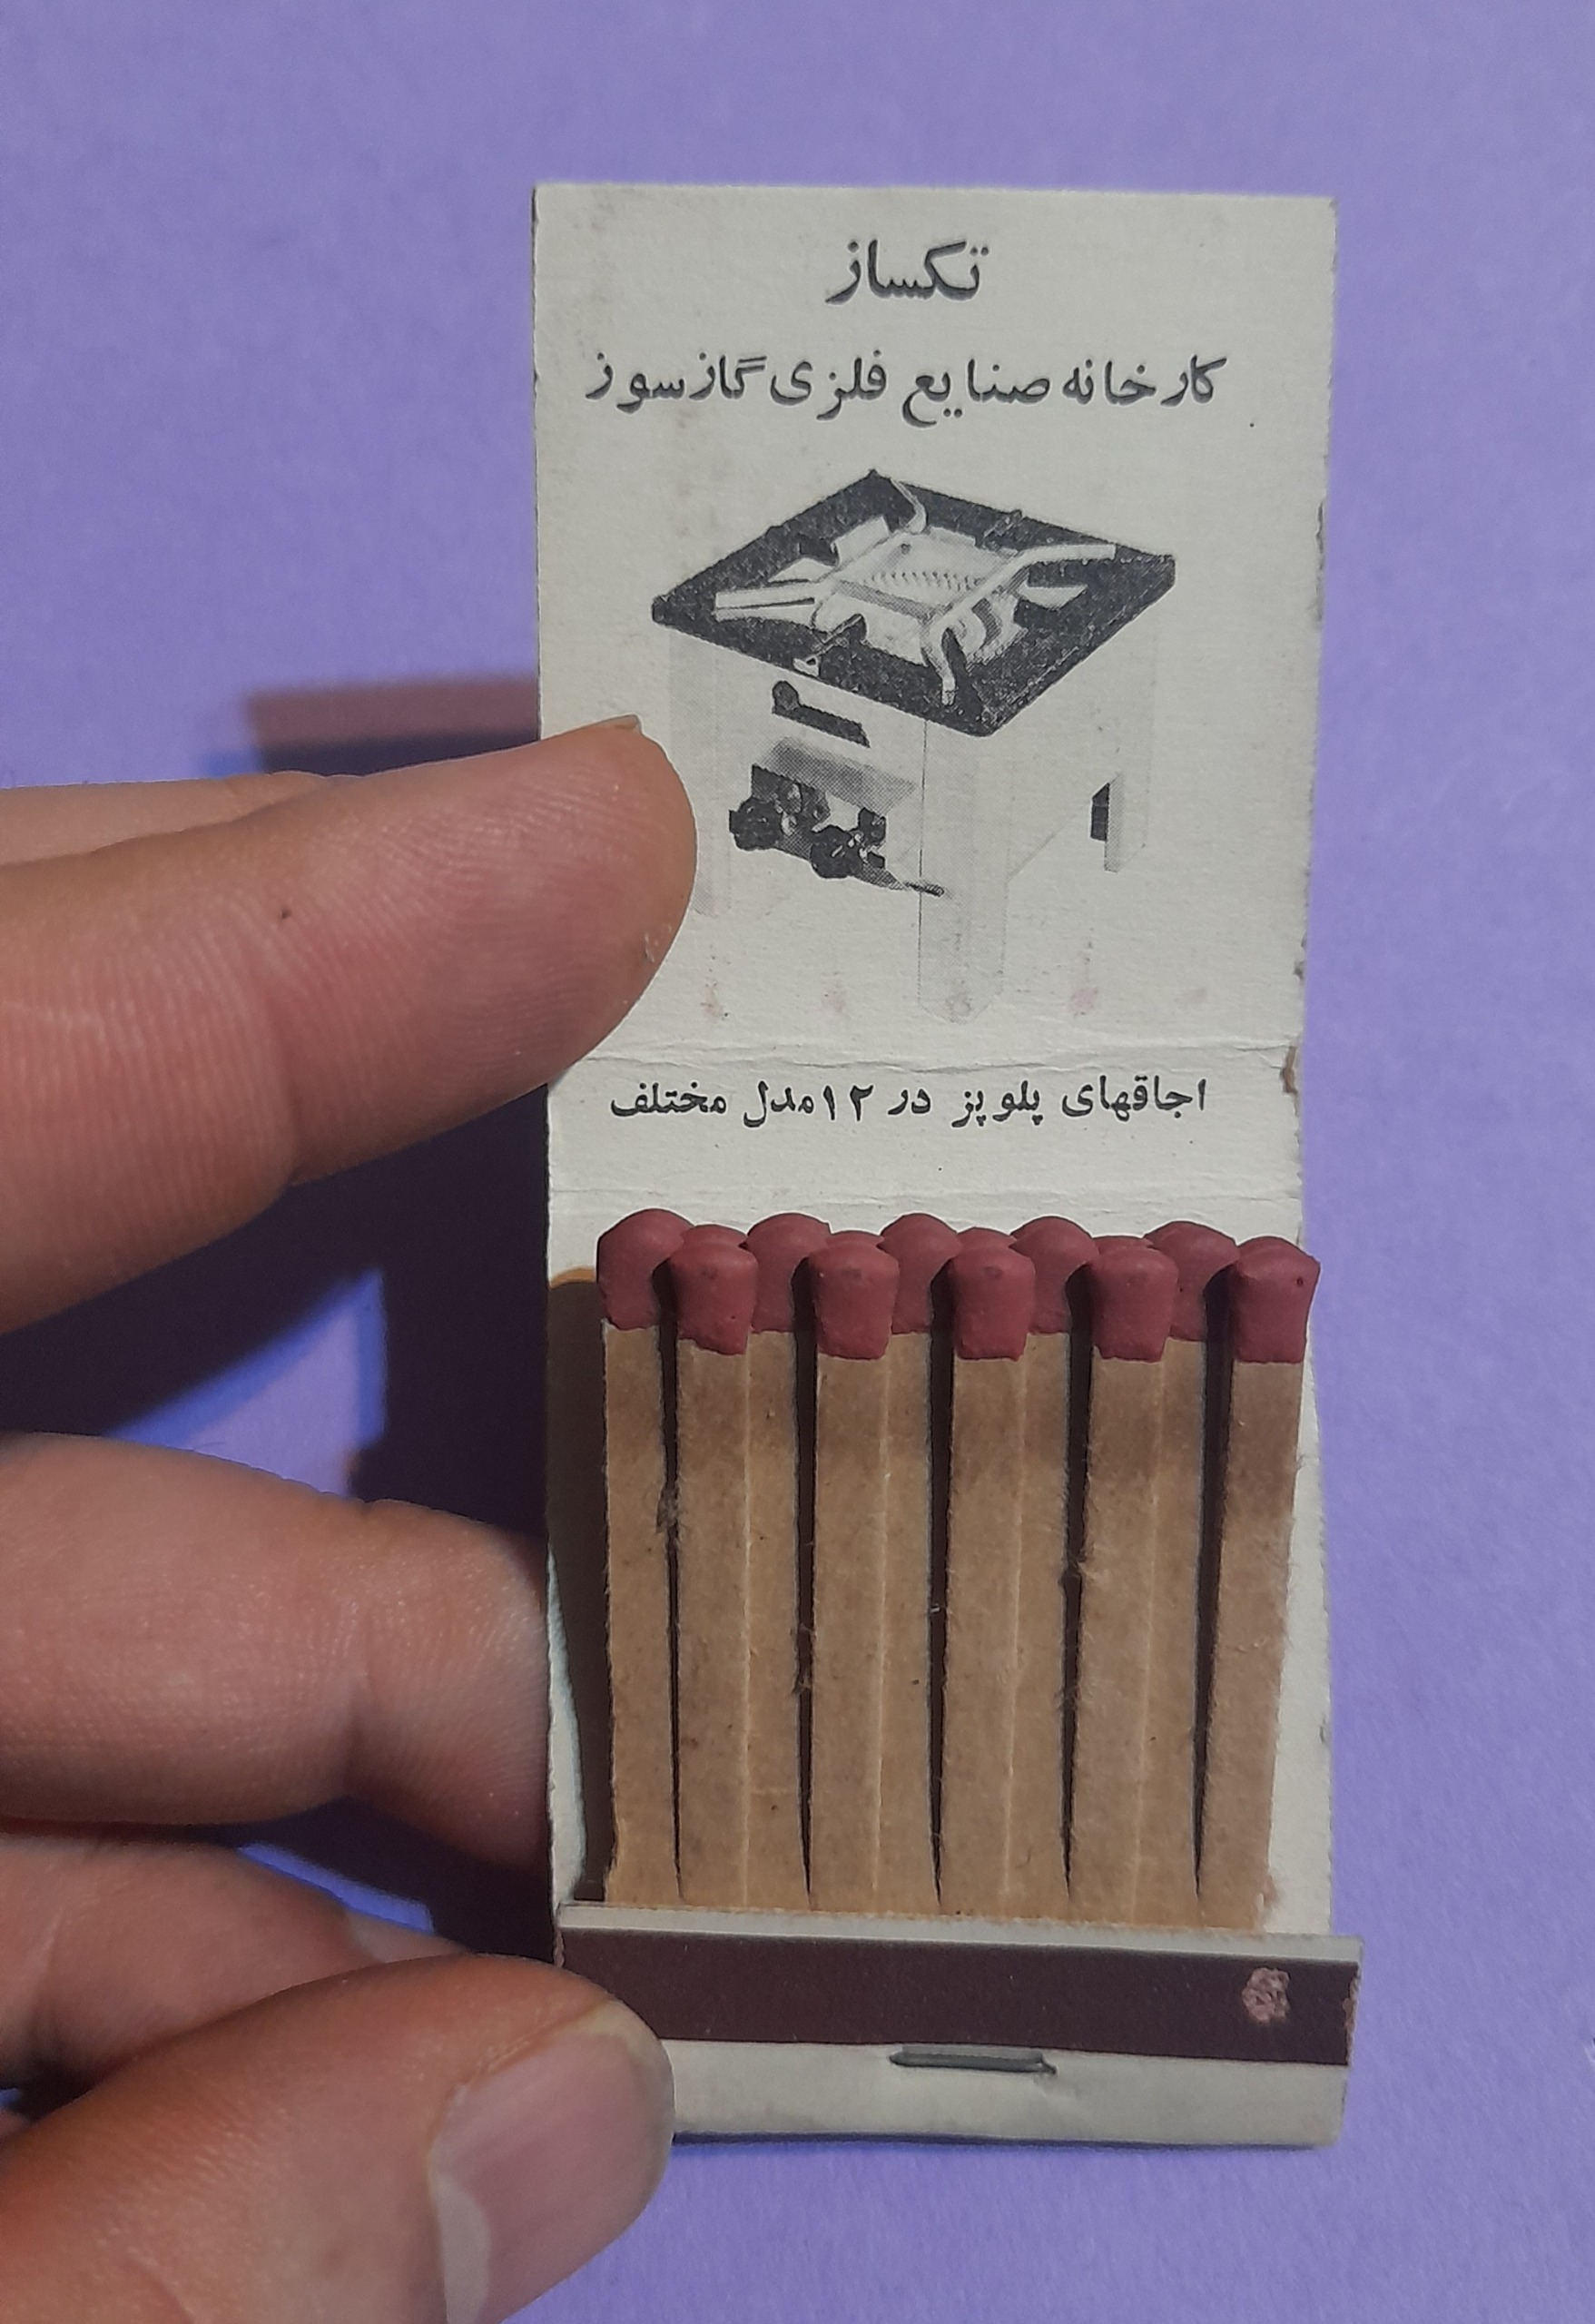 تکساز
کارخانه صنایع فلزی گازسوز
اجاقهای پلوپز در ۱۲ مدل مختلف